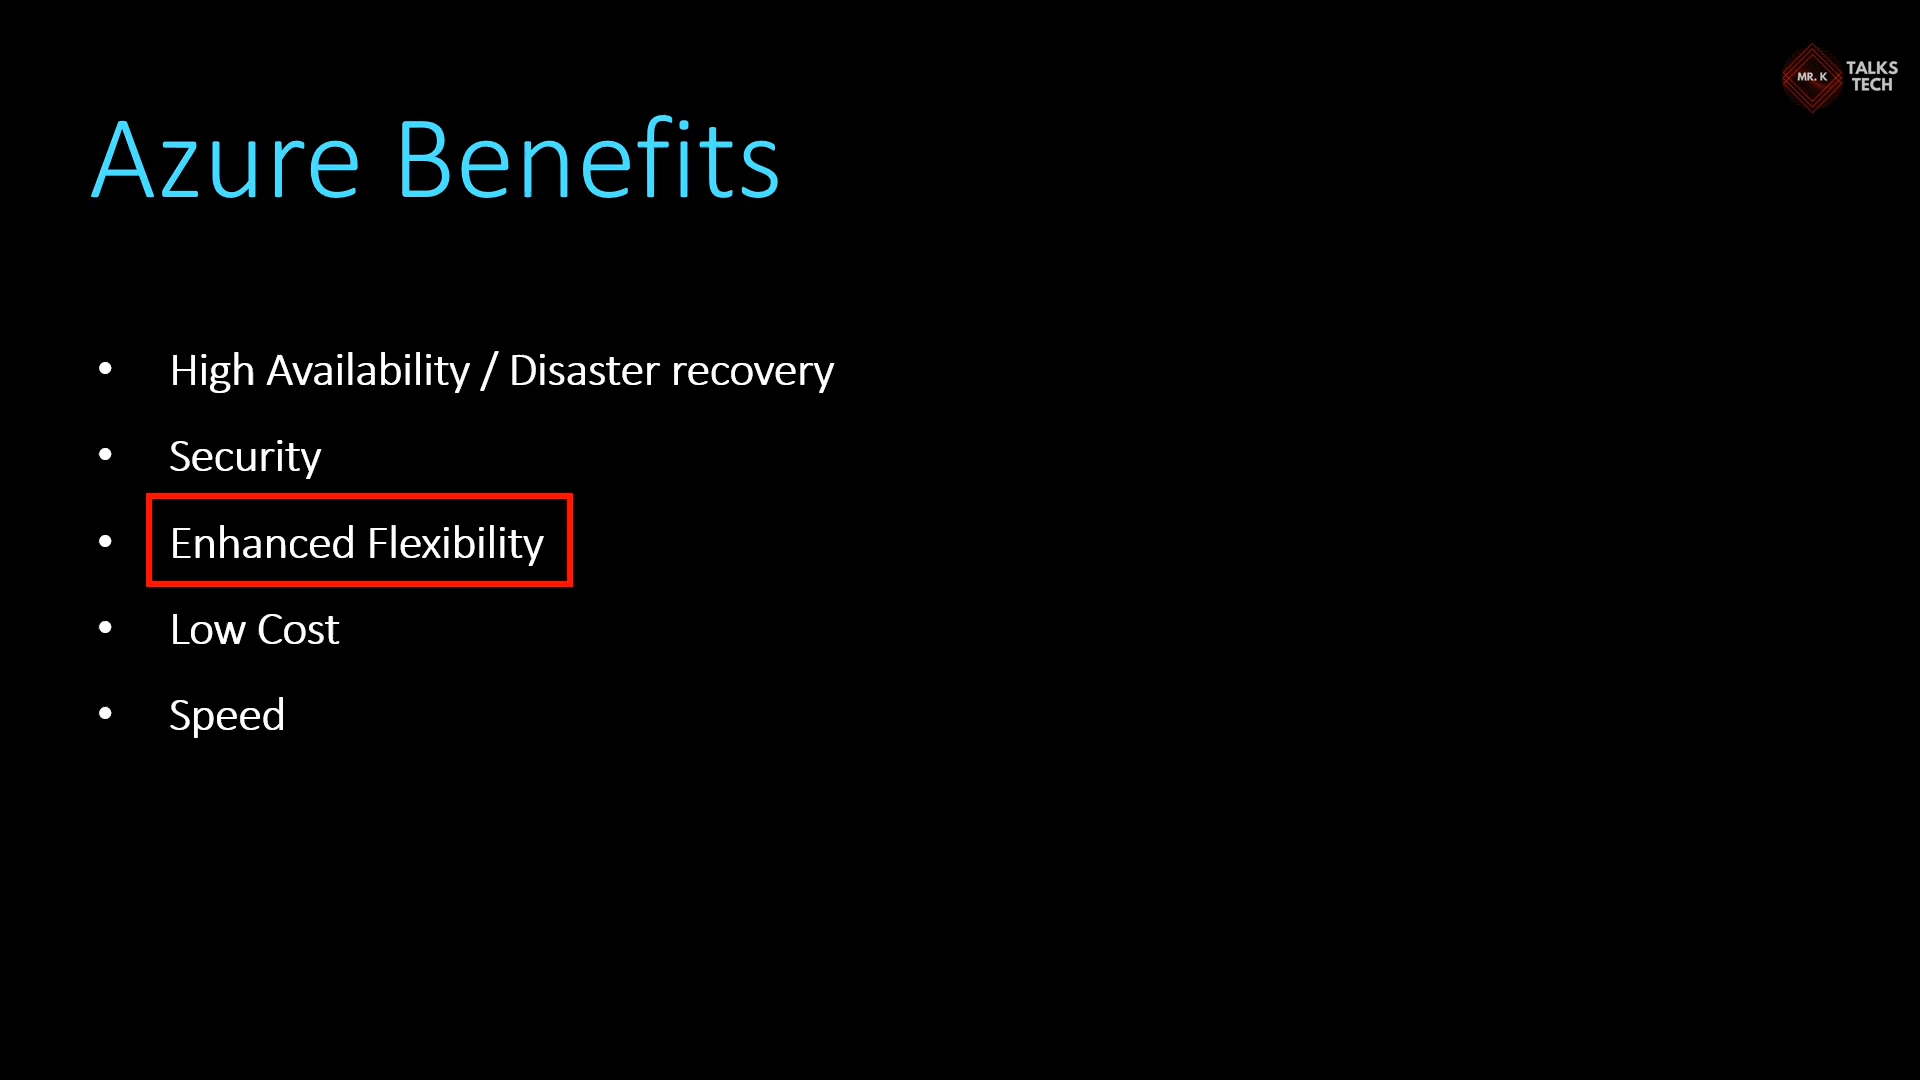 MR. K TALKS
TECH
Azure Benefits
• High Availability / Disaster recovery
• Security
• Enhanced Flexibility
• Low Cost
• Speed